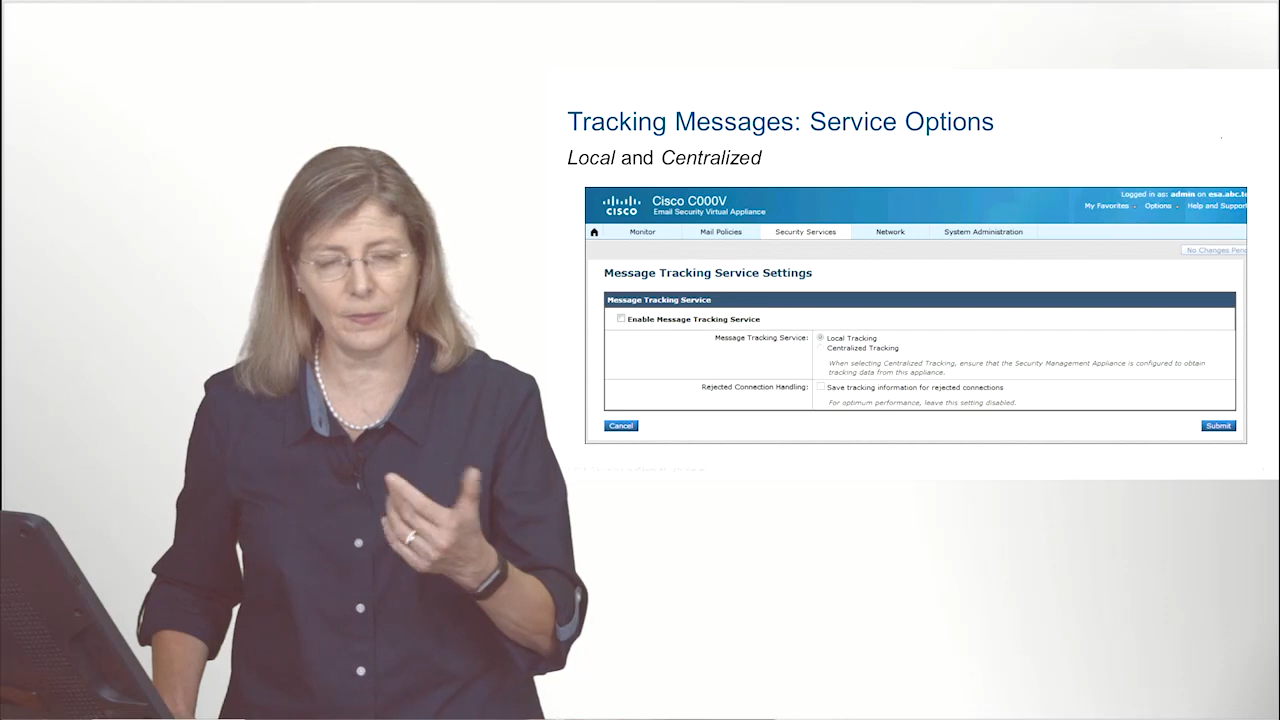 Tracking Messages: Service Options
Local and Centralized
Logged in as: admin on esa.abc.
CISCO
Cisco C000V
Email Security Virtual Appliance
My Favorites
Options
Help and Support
Monitor
Mail Policies
Security Services
Network
System Administration
No Changes Pend
Message Tracking Service Settings
Message Tracking Service
Enable Message Tracking Service
Message Tracking Service:
Local Tracking
Centralized Tracking
When selecting Centralized Tracking, ensure that the Security Management Appliance is configured to obtain
tracking data from this appliance.
Rejected Connection Handling:
Save tracking information for rejected connections
For optimum performance, leave this setting disabled.
Cancel
Submit